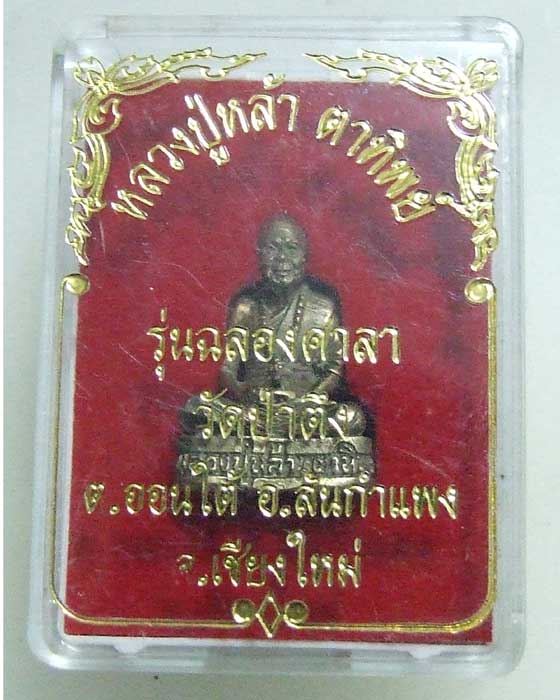 หลวงปู่หล้า ตาทิพย์
รุ่นฉลองศาลา
วัดป่าตึง
ต.ออนใต้ อ.สันกำแพง
จ.เชียงใหม่